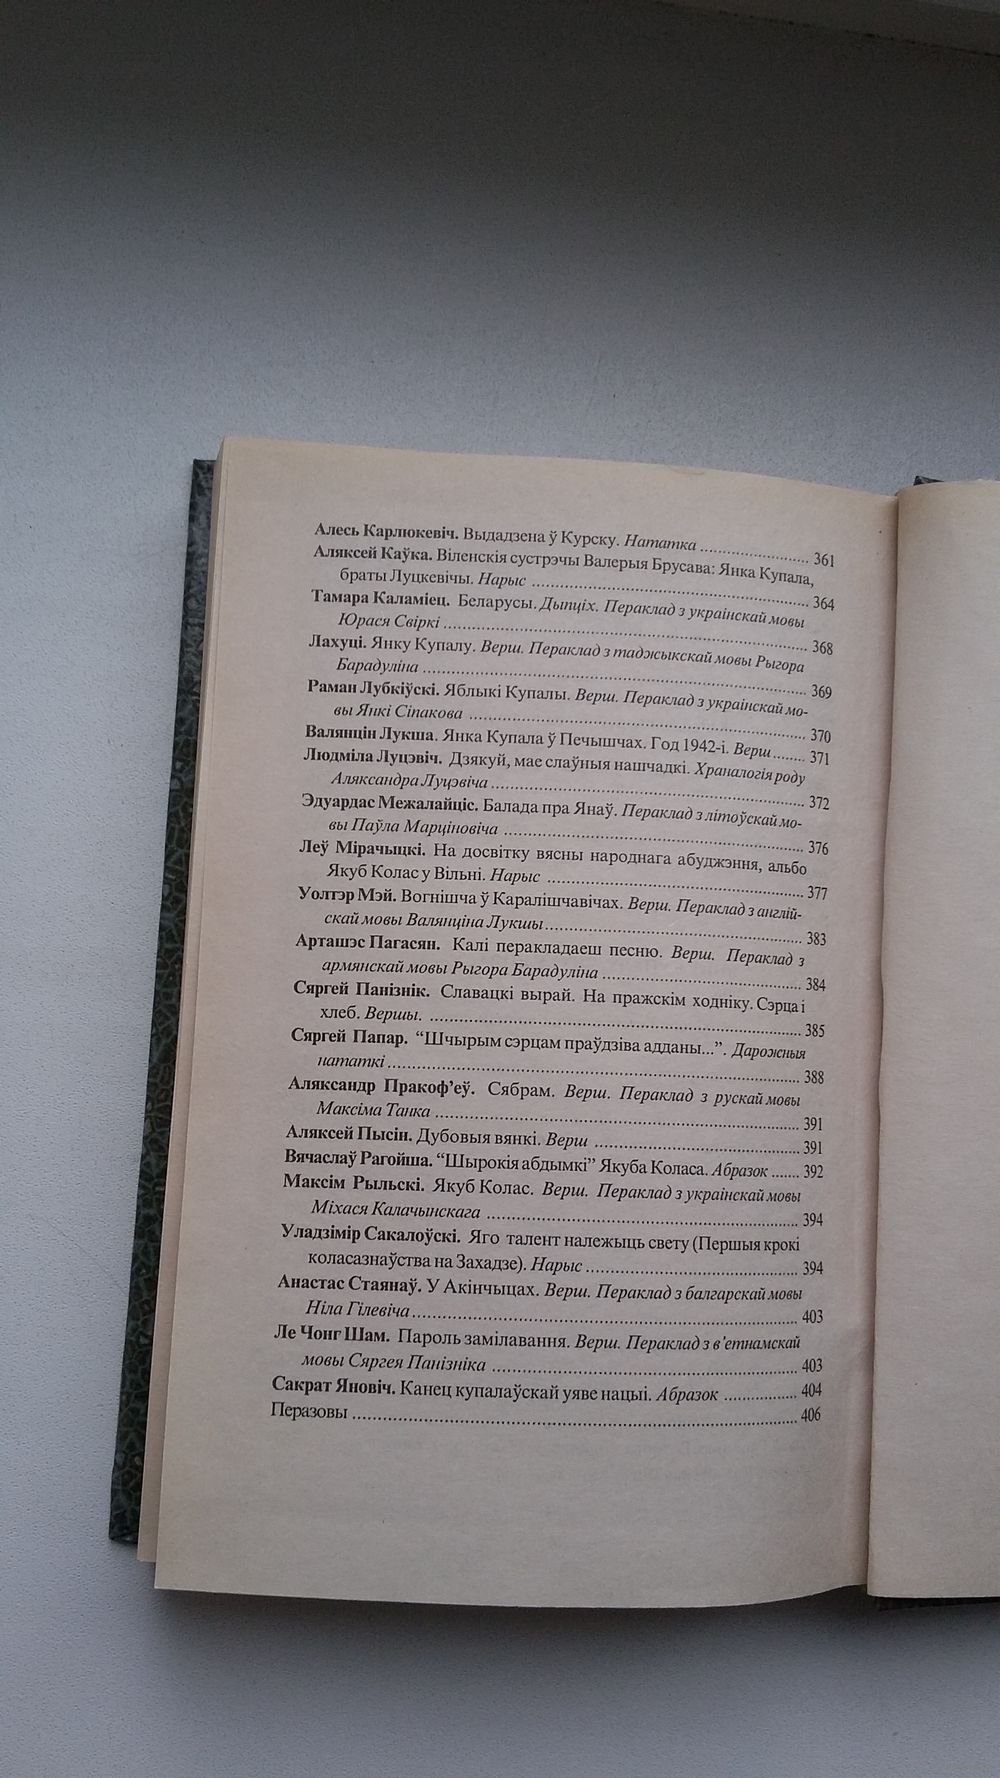 Алесь Карлюкевіч. Выдадзена ў Курску. Нататка ........................ 361
Аляксей Каўка. Віленскія сустрэчы Валерыя Брусава: Янка Купала,
браты Луцкевічы. Нарыс ........................ 364
Тамара Каламіец. Беларусы. Дыпціх. Пераклад з украінскай мовы
Юрася Свіркі ........................ 368
Лахуці. Янку Купалу. Верш. Пераклад з таджыкскай мовы Рыгора
Барадуліна ........................ 369
Раман Лубкіўскі. Яблыкі Купалы. Верш. Пераклад з украінскай мо-
вы Янкі Сіпакова ........................ 370
Валянцін Лукша. Янка Купала ў Печышчах. Год 1942-і. Верш ........ 371
Людміла Луцэвіч. Дзякуй, мае слаўныя нашчадкі. Храналогія роду
Аляксандра Луцэвіча ........................ 372
Эдуардас Межалайціс. Балада пра Янаў. Пераклад з літоўскай мо-
вы Паўла Марціновіча ........................ 376
Леў Мірачыцкі. На досвітку вясны народнага абуджэння, альбо
Якуб Колас у Вільні. Нарыс ........................ 377
Уолтэр Мэй. Вогнішча ў Каралішчавічах. Верш. Пераклад з англій-
скай мовы Валянціна Лукшы ........................ 383
Арташэс Пагасян. Калі перакладаеш песню. Верш. Пераклад з
армянскай мовы Рыгора Барадуліна ........................ 384
Сяргей Панізнік. Славацкі вырай. На пражскім ходніку. Сэрца і
хлеб. Вершы. ........................ 385
Сяргей Папар. “Шчырым сэрцам праўдзіва адданы...”. Дарожныя
нататкі ........................ 388
Аляксандр Пракоф’еў. Сябрам. Верш. Пераклад з рускай мовы
Максіма Танка ........................ 391
Аляксей Пысін. Дубовыя вянкі. Верш ........................ 391
Вячаслаў Рагойша. “Шырокія абдымкі” Якуба Коласа. Абразок ....... 392
Максім Рыльскі. Якуб Колас. Верш. Пераклад з украінскай мовы
Міхася Калачынскага ........................ 394
Уладзімір Сакалоўскі. Яго талент належыць свету (Першыя крокі
коласазнаўства на Захадзе). Нарыс ........................ 394
Анастас Стаянаў. У Акінчыцах. Верш. Пераклад з балгарскай мовы
Ніла Гілевіча ........................ 403
Ле Чонг Шам. Пароль замілавання. Верш. Пераклад з в’етнамскай
мовы Сяргея Панізніка ........................ 403
Сакрат Яновіч. Канец купалаўскай уяве нацыі. Абразок ............ 404
Перазовы ........................ 406